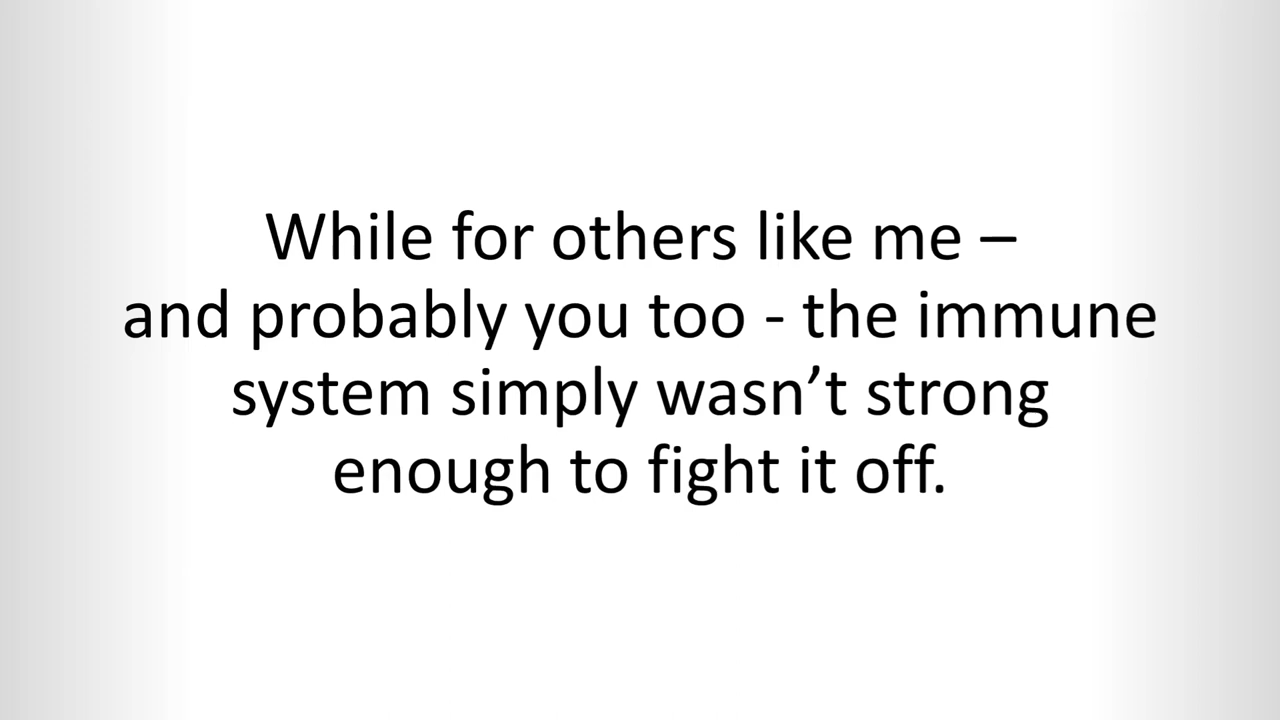 While for others like me –
and probably you too - the immune
system simply wasn’t strong
enough to fight it off.